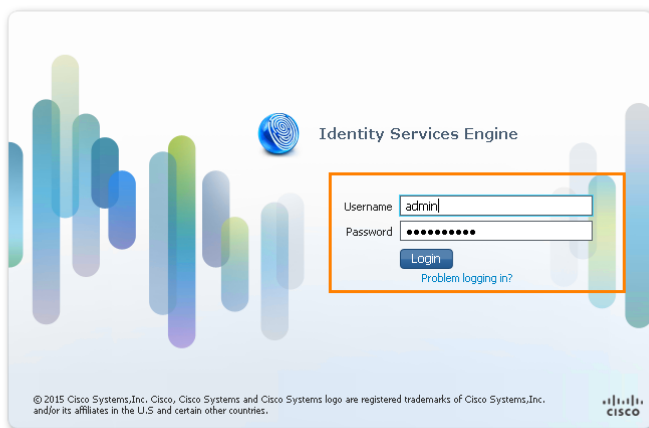 Identity Services Engine
Username admin
Password ••••••••••
Login
Problem logging in?
© 2015 Cisco Systems,Inc. Cisco, Cisco Systems and Cisco Systems logo are registered trademarks of Cisco Systems,Inc.
and/or its affiliates in the U.S and certain other countries.
CISCO